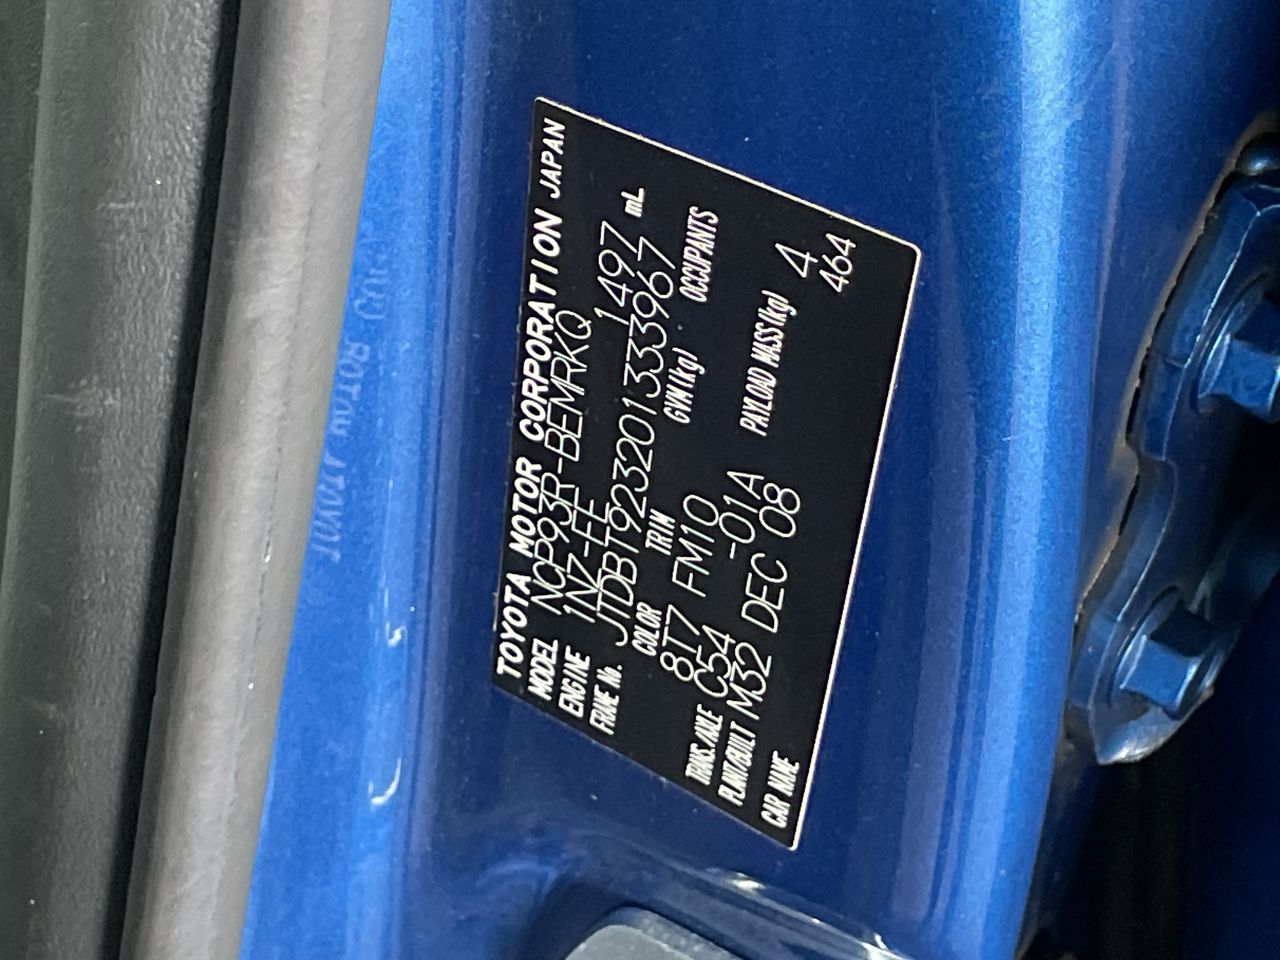 TOYOTA MOTOR CORPORATION JAPAN
MODEL NCP93R-BEMRKQ
ENGINE 1NZ-FE 1497 mL
FRAME No. JTDBT923201333967
COLOR TRIM GVM(kg) OCCUPANTS
8T7 FM10 4
TRANS./AXLE C54 -01A PAYLOAD MASS(kg) 464
PLANT/BUILT M32 DEC 08
CAR NAME